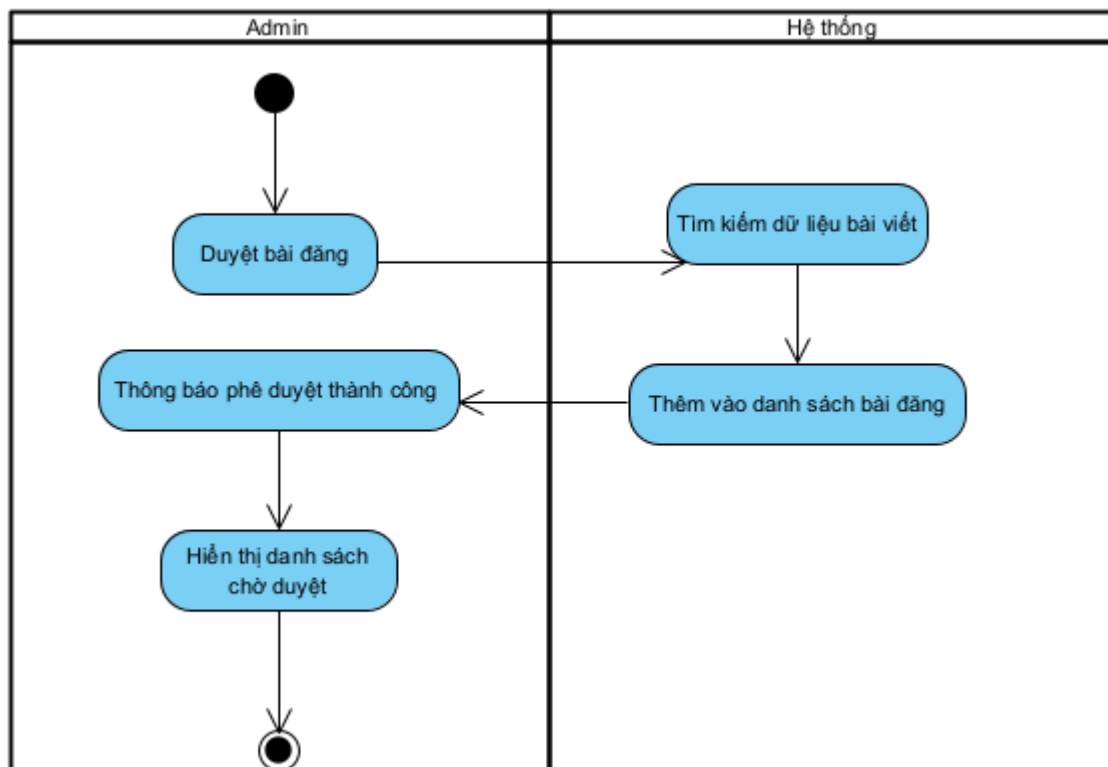 Admin
Hệ thống
Duyệt bài đăng
Tìm kiếm dữ liệu bài viết
Thêm vào danh sách bài đăng
Thông báo phê duyệt thành công
Hiển thị danh sách
chờ duyệt